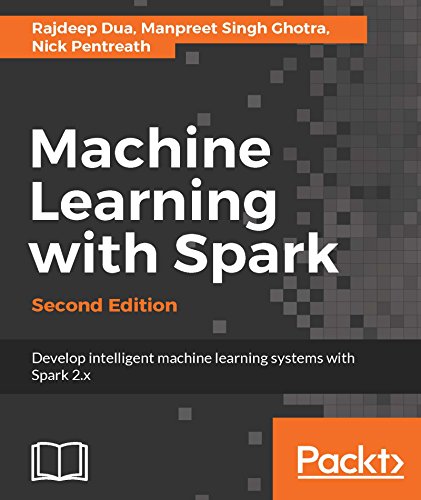 Rajdeep Dua, Manpreet Singh Ghotra,
Nick Pentreath
Machine
Learning
with Spark
Second Edition
Develop intelligent machine learning systems with
Spark 2.x
Packt>